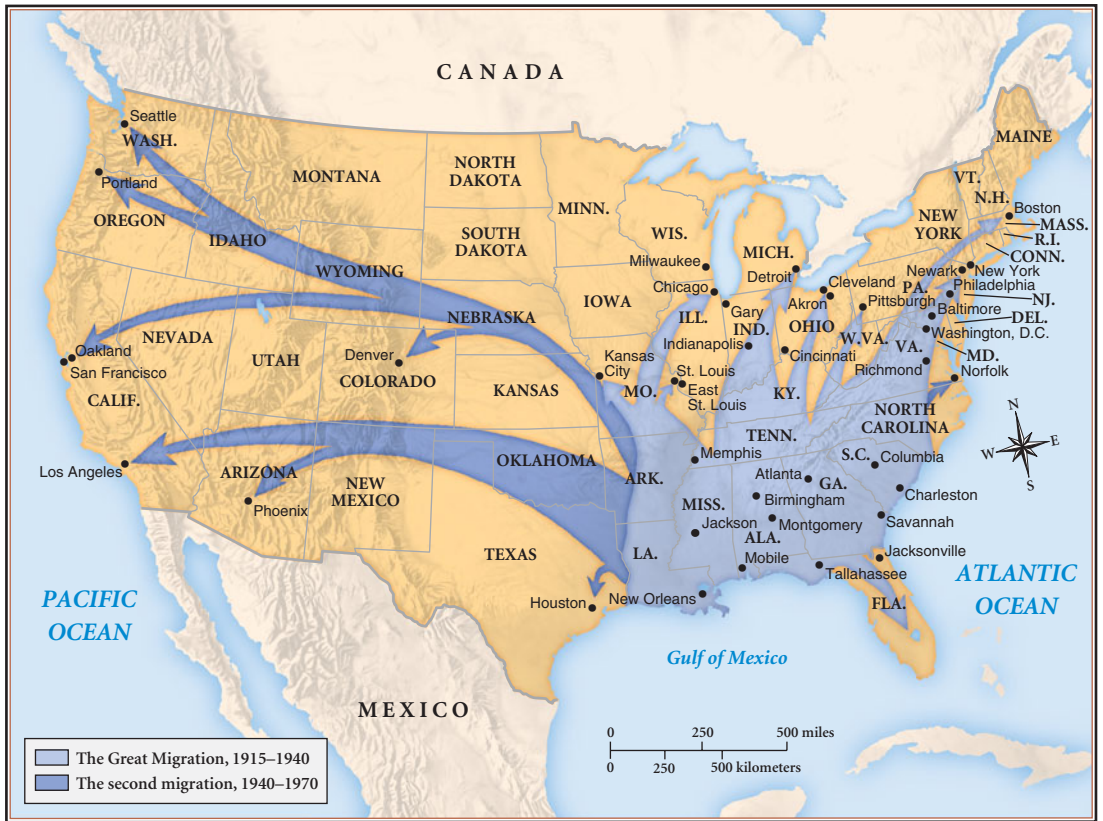 CANADA
Seattle
WASH.
Portland
OREGON
IDAHO
MONTANA
NORTH
DAKOTA
SOUTH
DAKOTA
MINN.
WIS.
MICH.
MAINE
VT.
N.H.
Boston
MASS.
R.I.
CONN.
NEW
YORK
Milwaukee
Detroit
Chicago
Gary
Cleveland
Akron
Pittsburgh
PA.
Newark
New York
Philadelphia
NJ.
Baltimore
DEL.
Washington, D.C.
MD.
WYOMING
NEBRASKA
IOWA
ILL.
IND.
Indianapolis
OHIO
Cincinnati
W.VA.
VA.
Richmond
Norfolk
NEVADA
UTAH
Denver
COLORADO
KANSAS
Kansas
City
MO.
St. Louis
East
St. Louis
KY.
Oakland
San Francisco
CALIF.
Los Angeles
ARIZONA
Phoenix
NEW
MEXICO
OKLAHOMA
ARK.
TENN.
Memphis
NORTH
CAROLINA
S.C.
Columbia
Atlanta
GA.
Charleston
Savannah
MISS.
Jackson
Birmingham
Montgomery
ALA.
Mobile
TEXAS
LA.
Houston
New Orleans
Jacksonville
Tallahassee
FLA.
N
W
E
S
PACIFIC
OCEAN
ATLANTIC
OCEAN
Gulf of Mexico
MEXICO
0 250 500 miles
0 250 500 kilometers
The Great Migration, 1915–1940
The second migration, 1940–1970